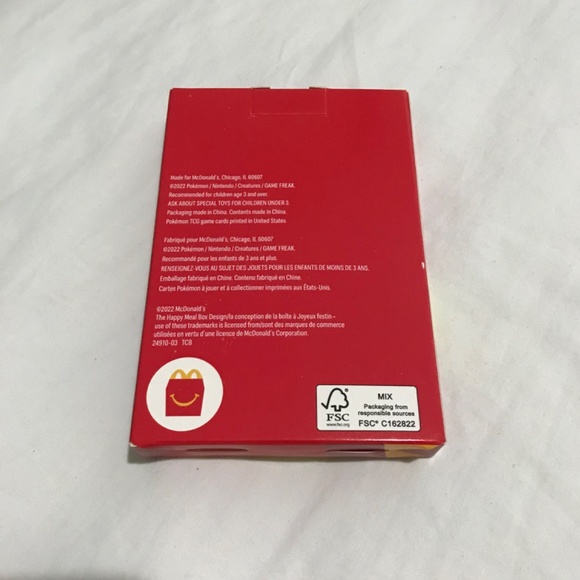 Made for McDonald's, Chicago, IL 60607
©2022 Pokémon / Nintendo / Creatures / GAME FREAK.
Recommended for children age 3 and over.
ASK ABOUT SPECIAL TOYS FOR CHILDREN UNDER 3.
Packaging made in China. Contents made in China.
Pokémon TCG game cards printed in United States
Fabriqué pour McDonald's, Chicago, IL 60607
©2022 Pokémon / Nintendo / Creatures / GAME FREAK.
Recommandé pour les enfants de 3 ans et plus.
RENSEIGNEZ-VOUS AU SUJET DES JOUETS POUR LES ENFANTS DE MOINS DE 3 ANS.
Emballage fabriqué en Chine. Contenu fabriqué en Chine.
Cartes Pokémon à jouer et à collectionner imprimées aux États-Unis.
©2022 McDonald's
The Happy Meal Box Design/la conception de la boîte à Joyeux festin –
use of these trademarks is licensed from/sont des marques de commerce
utilisées en vertu d'une licence de McDonald's Corporation.
24910-03 TCB
FSC
www.fsc.org
MIX
Packaging from
responsible sources
FSC® C162822